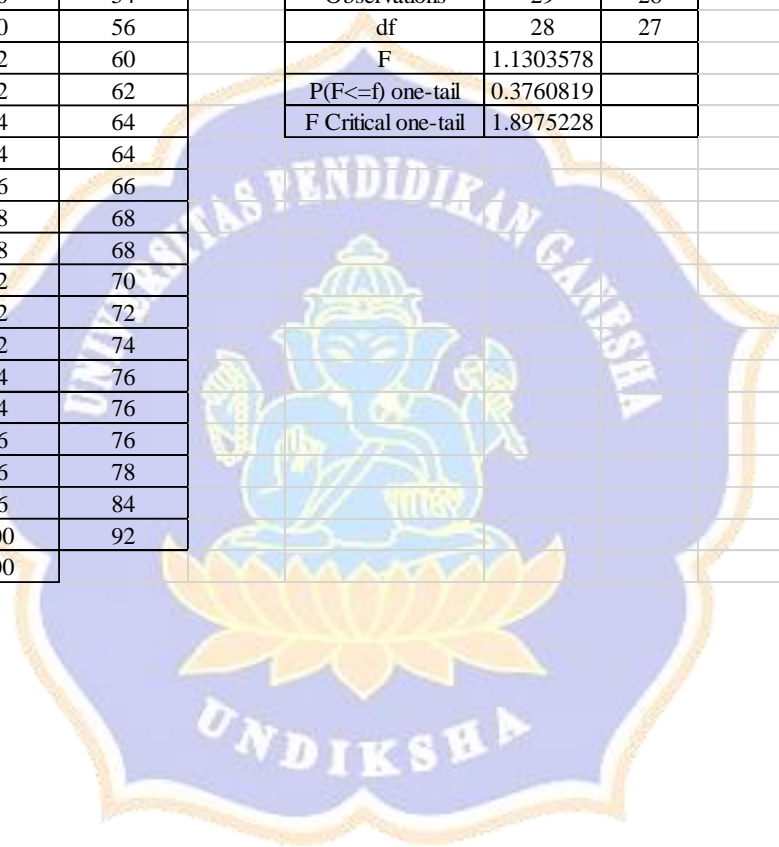 56 df 28 27
60 F 1.1303578
62 P(F<=f) one-tail 0.3760819
64 F Critical one-tail 1.8975228
64
66
68
68
70
72
74
76
76
76
78
84
92
UNIVERSITAS PENDIDIKAN GANESHA
UNDIKSHA